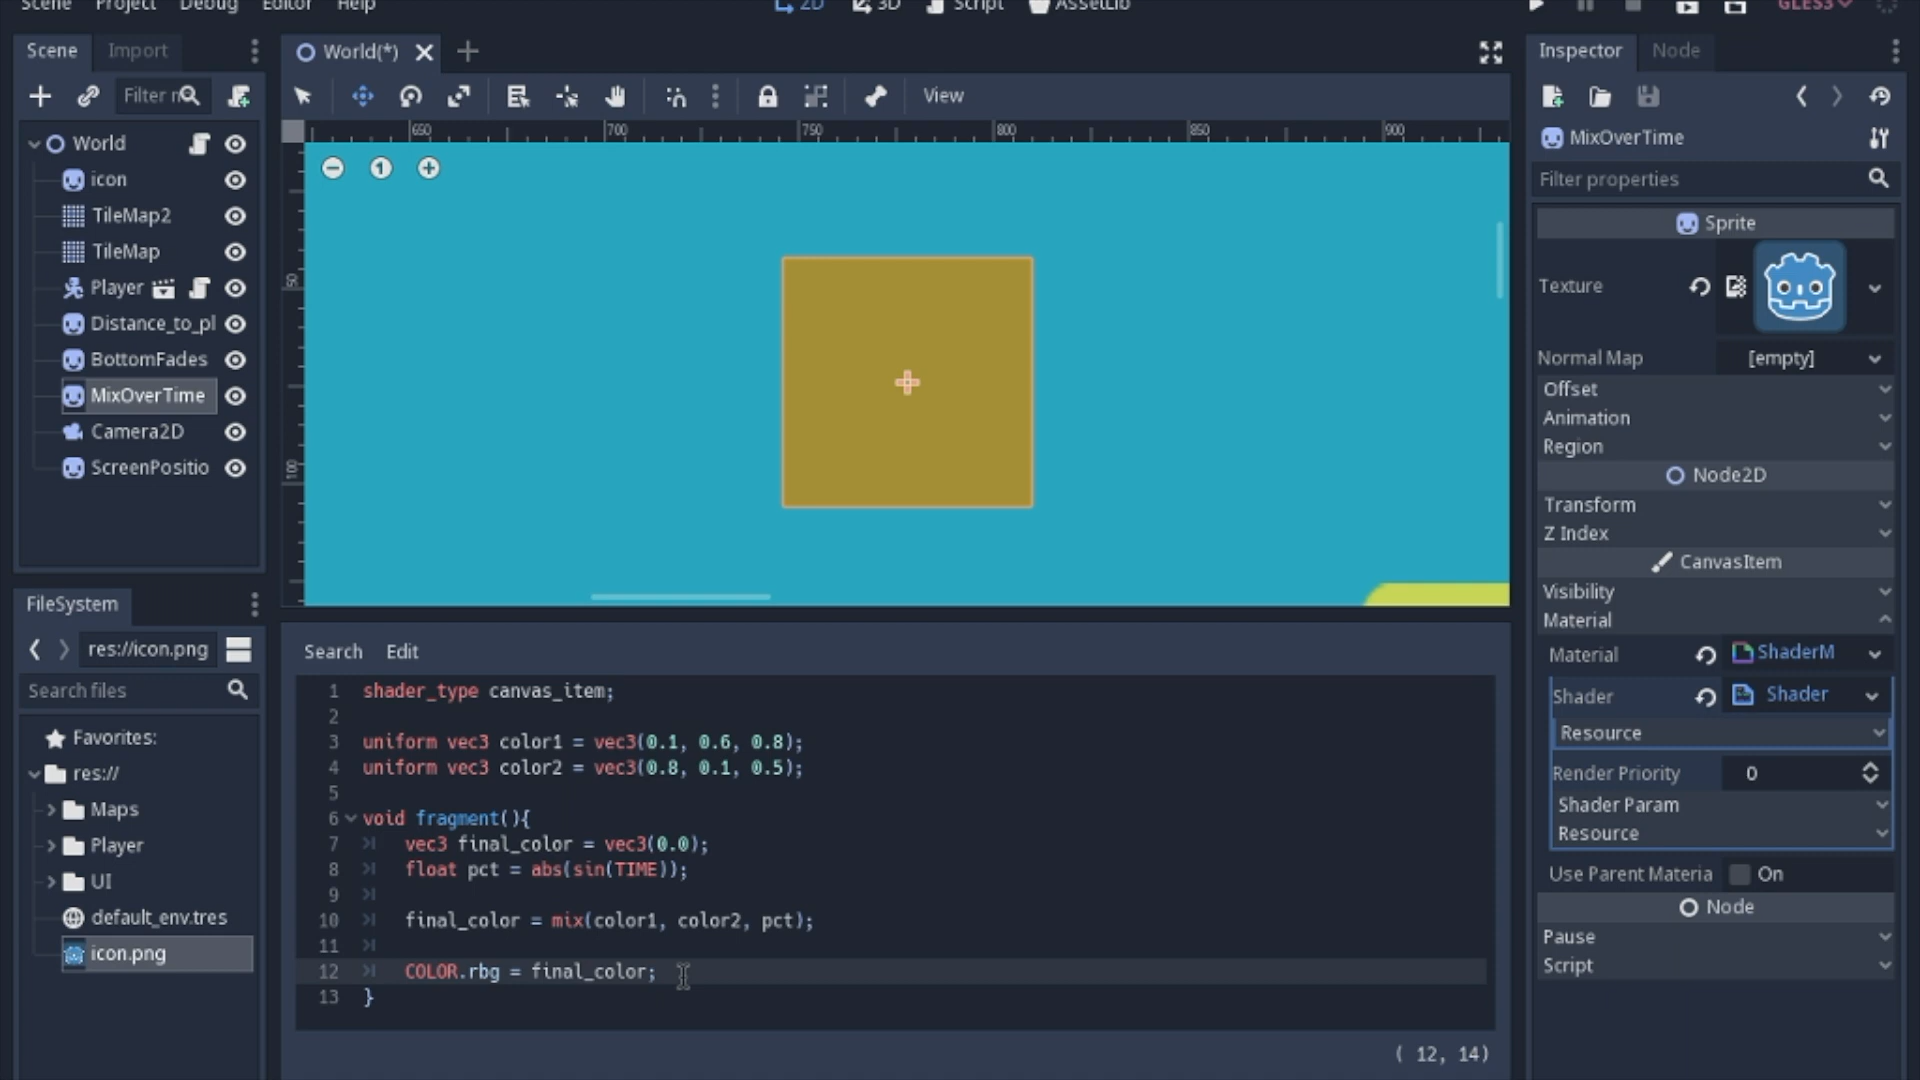 Scene Project Debug Editor Help
2D 3D Script AssetLib
GLES3
Scene Import
World(*)
Inspector Node
Filter n
View
MixOverTime
Filter properties
650 700 750 800 850 900
50
100
1
World
icon
TileMap2
TileMap
Player
Distance_to_pl
BottomFades
MixOverTime
Camera2D
ScreenPositio
FileSystem
res://icon.png
Search files
Favorites:
res://
Maps
Player
UI
default_env.tres
icon.png
Search Edit
1 shader_type canvas_item;
2
3 uniform vec3 color1 = vec3(0.1, 0.6, 0.8);
4 uniform vec3 color2 = vec3(0.8, 0.1, 0.5);
5
6 void fragment(){
7 vec3 final_color = vec3(0.0);
8 float pct = abs(sin(TIME));
9
10 final_color = mix(color1, color2, pct);
11
12 COLOR.rbg = final_color;
13 }
( 12, 14)
Sprite
Texture
Normal Map [empty]
Offset
Animation
Region
Node2D
Transform
Z Index
CanvasItem
Visibility
Material
Material ShaderM
Shader Shader
Resource
Render Priority 0
Shader Param
Resource
Use Parent Materia On
Node
Pause
Script